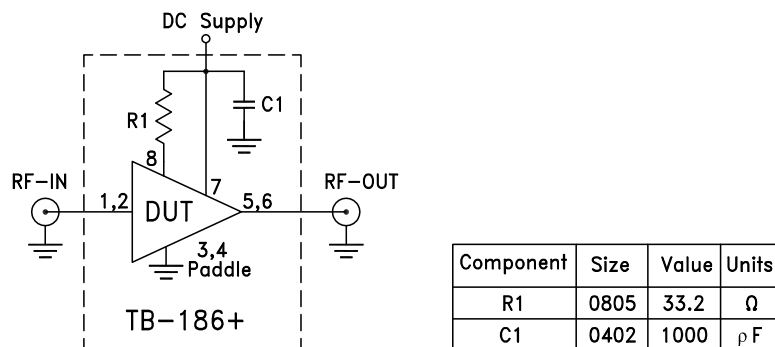 DC Supply
C1
R1
8
RF-IN
RF-OUT
7
1,2
DUT
5,6
3,4
Paddle
TB-186+
Component Size Value Units
R1 0805 33.2 Ω
C1 0402 1000 ρF